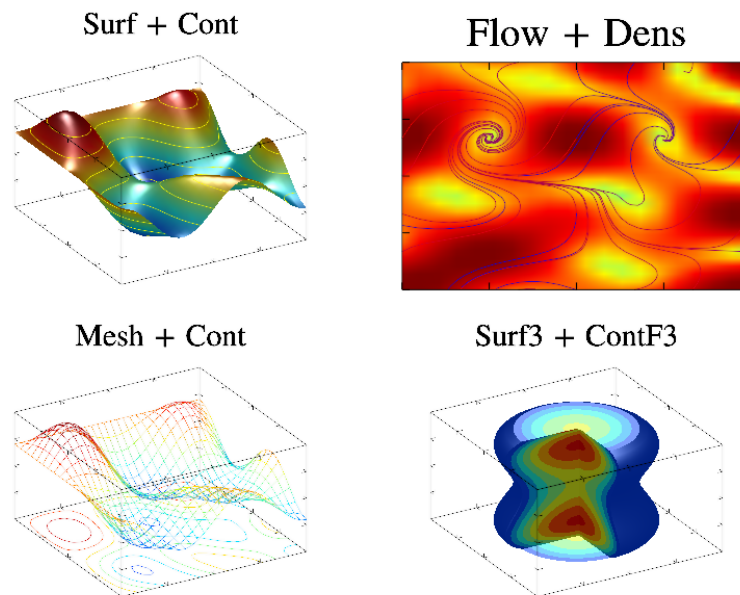 Surf + Cont
Flow + Dens
Mesh + Cont
Surf3 + ContF3